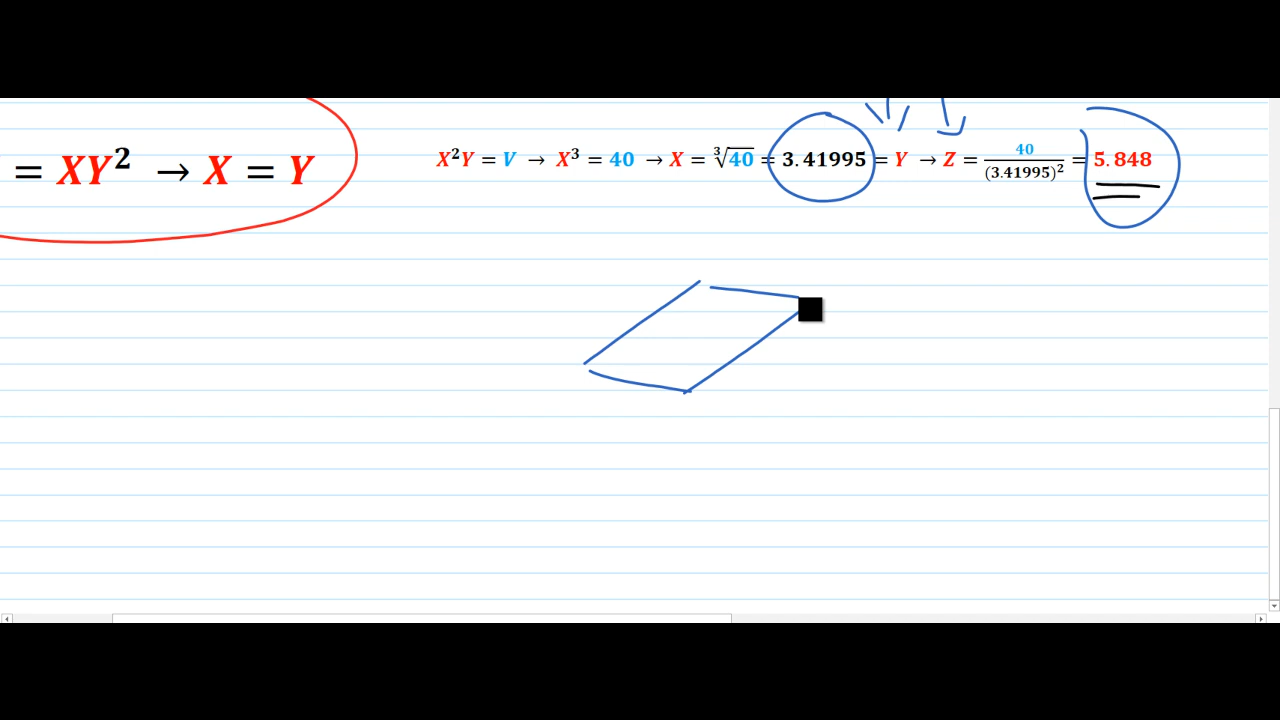 = XY² → X = Y
X²Y = V → X³ = 40 → X = ∛40 = 3.41995 = Y → Z = 40/(3.41995)² = 5.848